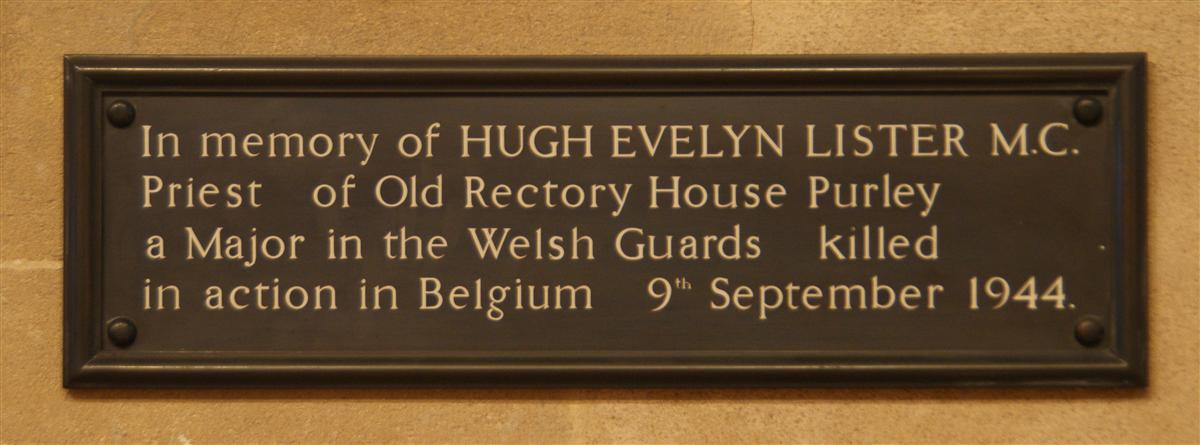 In memory of HUGH EVELYN LISTER M.C.
Priest of Old Rectory House Purley
a Major in the Welsh Guards killed
in action in Belgium 9th September 1944.